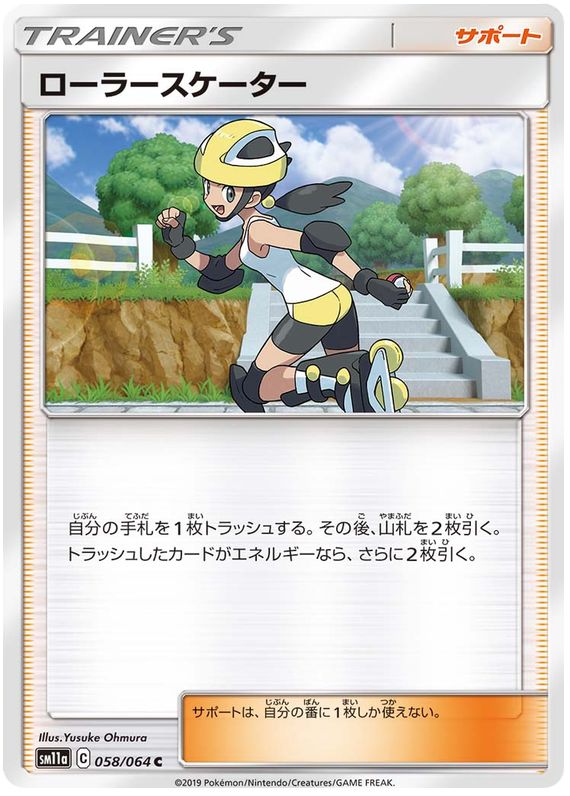 TRAINER'S サポート
ローラースケーター
自分の手札を1枚トラッシュする。その後、山札を2枚引く。
トラッシュしたカードがエネルギーなら、さらに2枚引く。
サポートは、自分の番に1枚しか使えない。
Illus.Yusuke Ohmura
sm11a C 058/064 C
©2019 Pokémon/Nintendo/Creatures/GAME FREAK.